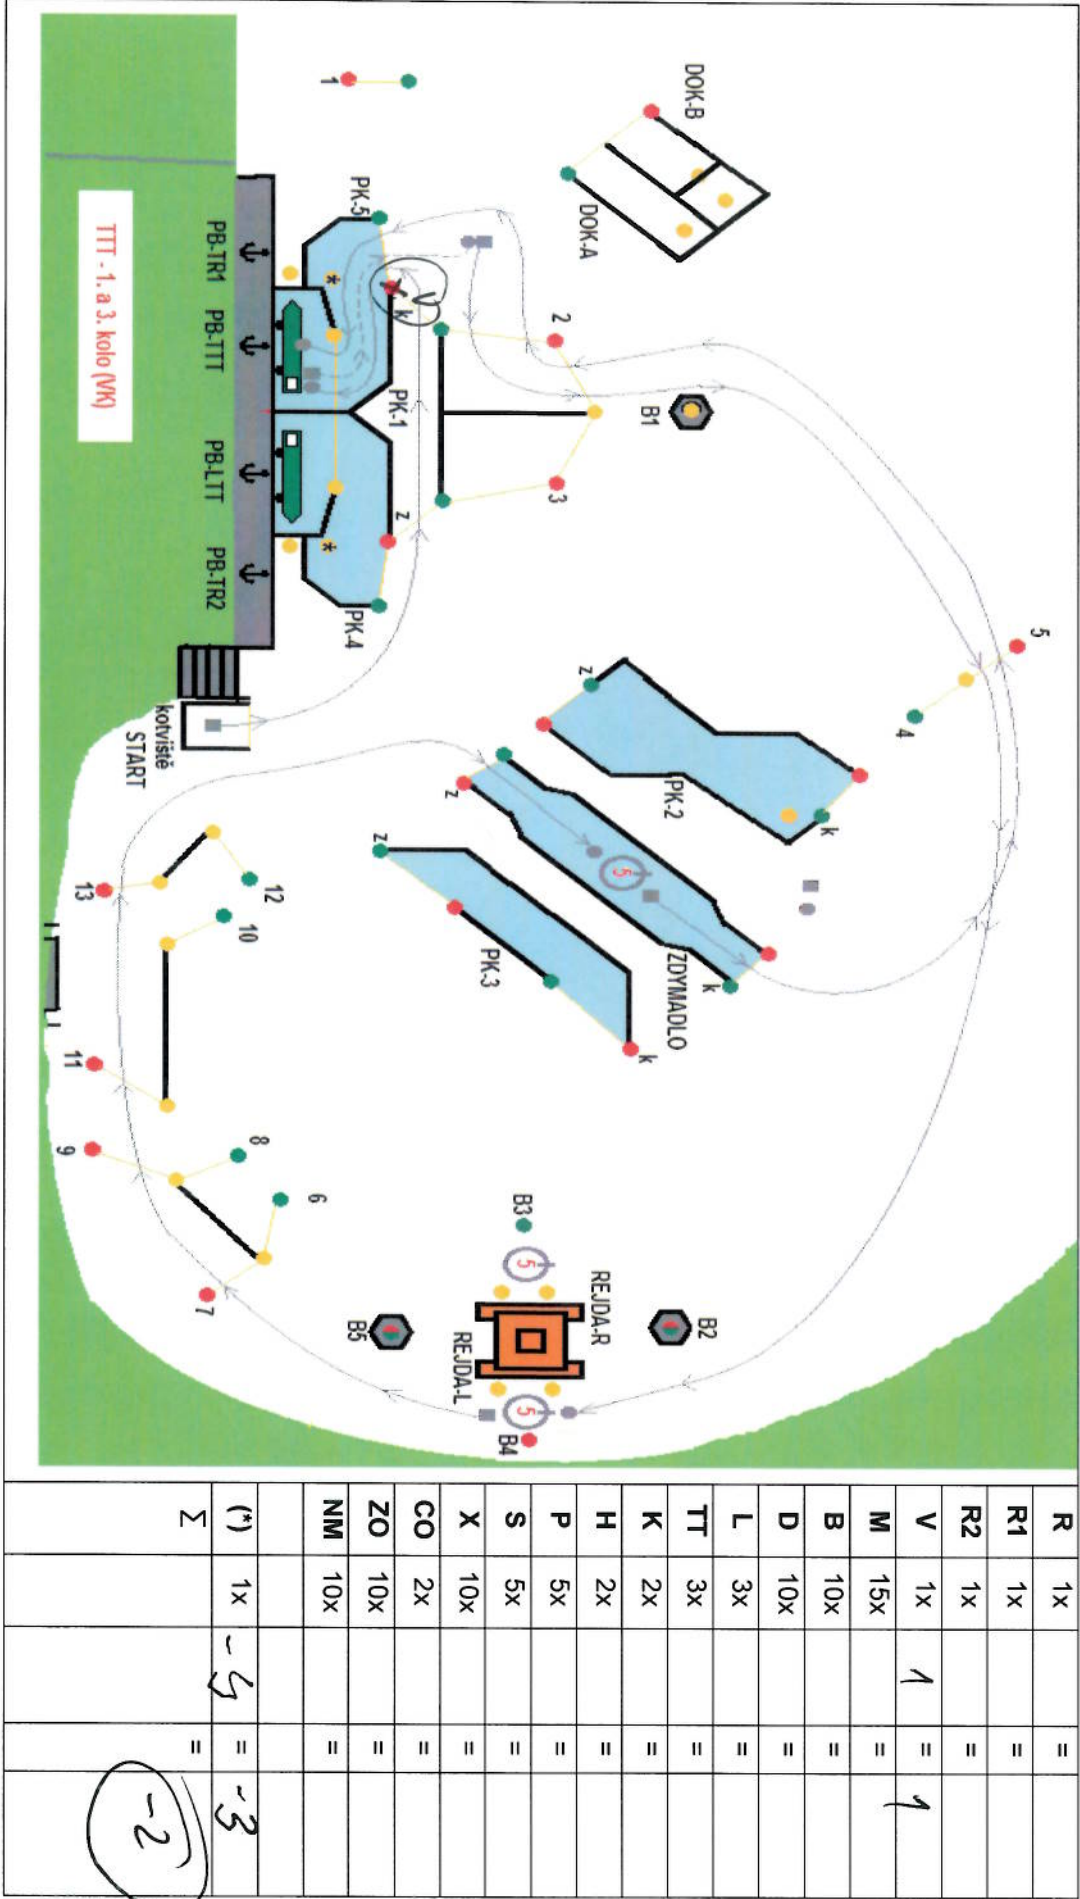 5
4
DOK-B
DOK-A
B1
2
3
PK-2
z
k
ZDYMADLO
z
k
5
PK-3
z
k
B2
REJDA-R
REJDA-L
B3
5
5
B4
B5
PK-5
k
V
PK-1
z
PK-4
*
*
1
PB-TR1
PB-TTT
PB-LTT
PB-TR2
kotviště
START
12
10
13
11
8
6
9
7
TTT - 1. a 3. kolo (VK)
R 1x =
R1 1x =
R2 1x =
V 1x 1 = 1
M 15x =
B 10x =
D 10x =
L 3x =
TT 3x =
K 2x =
H 2x =
P 5x =
S 5x =
X 10x =
CO 2x =
ZO 10x =
NM 10x =
(*) 1x = -3
Σ = -2